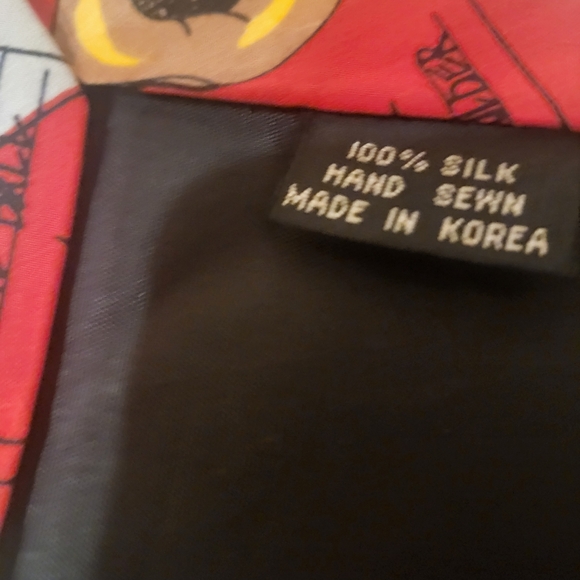 100% SILK
HAND SEWN
MADE IN KOREA